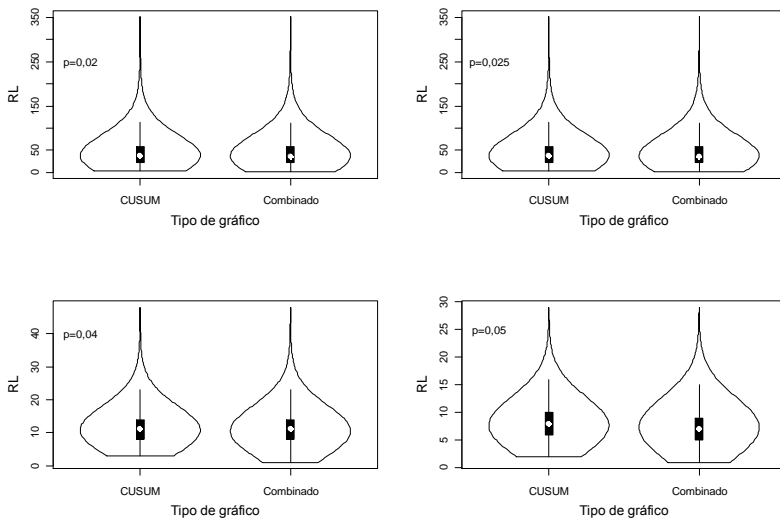 350
250
150
50
0
RL
p=0,02
CUSUM
Combinado
Tipo de gráfico
350
250
150
50
0
RL
p=0,025
CUSUM
Combinado
Tipo de gráfico
40
30
20
10
0
RL
p=0,04
CUSUM
Combinado
Tipo de gráfico
30
25
20
15
10
5
0
RL
p=0,05
CUSUM
Combinado
Tipo de gráfico